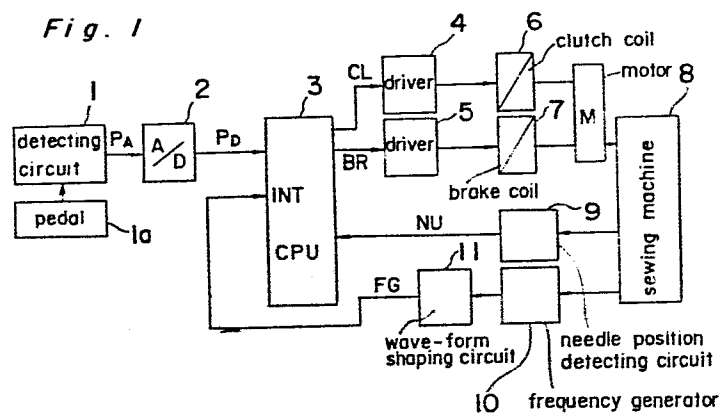 Fig. 1
1
detecting
circuit
PA
2
A/D
PD
pedal
1a
3
INT
CPU
CL
BR
NU
FG
4
driver
5
driver
6
clutch coil
7
brake coil
motor
M
8
sewing machine
9
11
wave-form
shaping circuit
needle position
detecting circuit
10
frequency generator